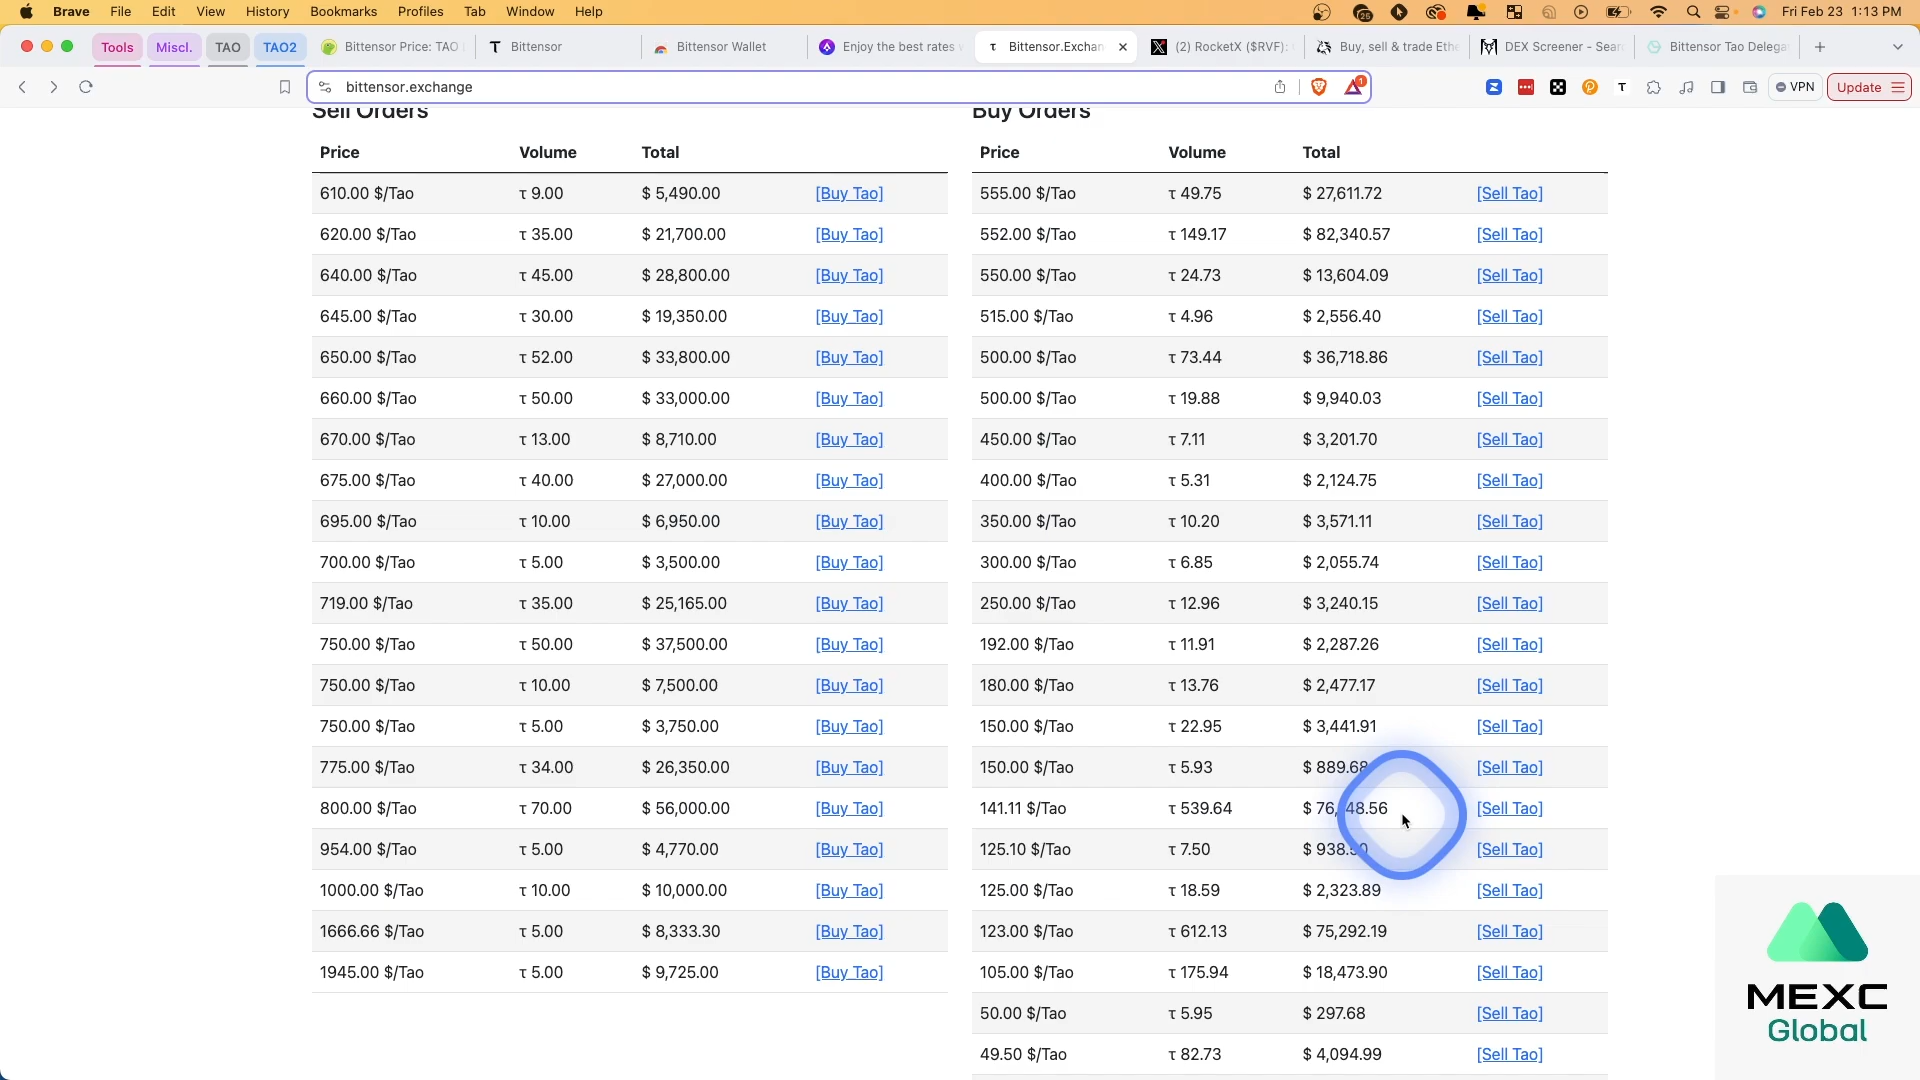 Brave File Edit View History Bookmarks Profiles Tab Window Help 25 Fri Feb 23 1:13 PM
Tools Miscl. TAO TAO2 Bittensor Price: TAO Bittensor Bittensor Wallet Enjoy the best rates Bittensor.Exchan (2) RocketX ($RVF): Buy, sell & trade Ethe DEX Screener - Sear Bittensor Tao Delega
bittensor.exchange 1 VPN Update
Sell Orders Buy Orders
Price Volume Total Price Volume Total
610.00 $/Tao τ 9.00 $ 5,490.00 [Buy Tao] 555.00 $/Tao τ 49.75 $ 27,611.72 [Sell Tao]
620.00 $/Tao τ 35.00 $ 21,700.00 [Buy Tao] 552.00 $/Tao τ 149.17 $ 82,340.57 [Sell Tao]
640.00 $/Tao τ 45.00 $ 28,800.00 [Buy Tao] 550.00 $/Tao τ 24.73 $ 13,604.09 [Sell Tao]
645.00 $/Tao τ 30.00 $ 19,350.00 [Buy Tao] 515.00 $/Tao τ 4.96 $ 2,556.40 [Sell Tao]
650.00 $/Tao τ 52.00 $ 33,800.00 [Buy Tao] 500.00 $/Tao τ 73.44 $ 36,718.86 [Sell Tao]
660.00 $/Tao τ 50.00 $ 33,000.00 [Buy Tao] 500.00 $/Tao τ 19.88 $ 9,940.03 [Sell Tao]
670.00 $/Tao τ 13.00 $ 8,710.00 [Buy Tao] 450.00 $/Tao τ 7.11 $ 3,201.70 [Sell Tao]
675.00 $/Tao τ 40.00 $ 27,000.00 [Buy Tao] 400.00 $/Tao τ 5.31 $ 2,124.75 [Sell Tao]
695.00 $/Tao τ 10.00 $ 6,950.00 [Buy Tao] 350.00 $/Tao τ 10.20 $ 3,571.11 [Sell Tao]
700.00 $/Tao τ 5.00 $ 3,500.00 [Buy Tao] 300.00 $/Tao τ 6.85 $ 2,055.74 [Sell Tao]
719.00 $/Tao τ 35.00 $ 25,165.00 [Buy Tao] 250.00 $/Tao τ 12.96 $ 3,240.15 [Sell Tao]
750.00 $/Tao τ 50.00 $ 37,500.00 [Buy Tao] 192.00 $/Tao τ 11.91 $ 2,287.26 [Sell Tao]
750.00 $/Tao τ 10.00 $ 7,500.00 [Buy Tao] 180.00 $/Tao τ 13.76 $ 2,477.17 [Sell Tao]
750.00 $/Tao τ 5.00 $ 3,750.00 [Buy Tao] 150.00 $/Tao τ 22.95 $ 3,441.91 [Sell Tao]
775.00 $/Tao τ 34.00 $ 26,350.00 [Buy Tao] 150.00 $/Tao τ 5.93 $ 889.68 [Sell Tao]
800.00 $/Tao τ 70.00 $ 56,000.00 [Buy Tao] 141.11 $/Tao τ 539.64 $ [Sell Tao]
954.00 $/Tao τ 5.00 $ 4,770.00 [Buy Tao] 125.10 $/Tao τ 7.50 $ [Sell Tao]
1000.00 $/Tao τ 10.00 $ 10,000.00 [Buy Tao] 125.00 $/Tao τ 18.59 $ 2,323.89 [Sell Tao]
1666.66 $/Tao τ 5.00 $ 8,333.30 [Buy Tao] 123.00 $/Tao τ 612.13 $ 75,292.19 [Sell Tao]
1945.00 $/Tao τ 5.00 $ 9,725.00 [Buy Tao] 105.00 $/Tao τ 175.94 $ 18,473.90 [Sell Tao]
50.00 $/Tao τ 5.95 $ 297.68 [Sell Tao]
49.50 $/Tao τ 82.73 $ 4,094.99 [Sell Tao]
MEXC
Global